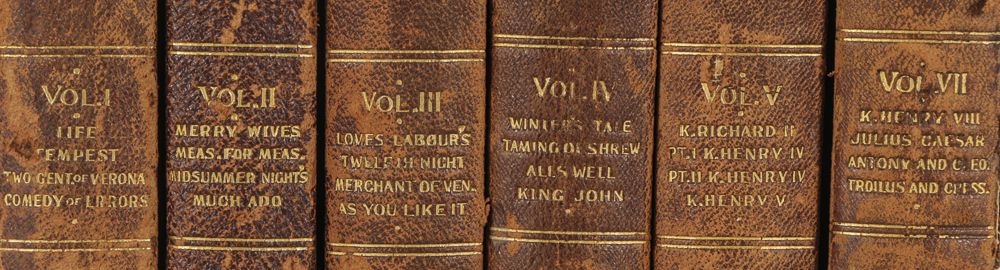 VOL.I
LIFE
TEMPEST
TWO GENT. OF VERONA
COMEDY OF ERRORS
VOL.II
MERRY WIVES
MEAS. FOR MEAS.
MIDSUMMER NIGHTS
MUCH ADO
VOL.III
LOVES LABOUR'S
TWELFTH NIGHT
MERCHANT OF VEN.
AS YOU LIKE IT
VOL.IV
WINTER'S TALE
TAMING OF SHREW
ALLS WELL
KING JOHN
VOL.V
K.RICHARD II
PT.I K.HENRY IV
PT.II K.HENRY IV
K.HENRY V
VOL.VII
K.HENRY VIII
JULIUS CAESAR
ANTONY AND CLEO.
TROILUS AND CRESS.